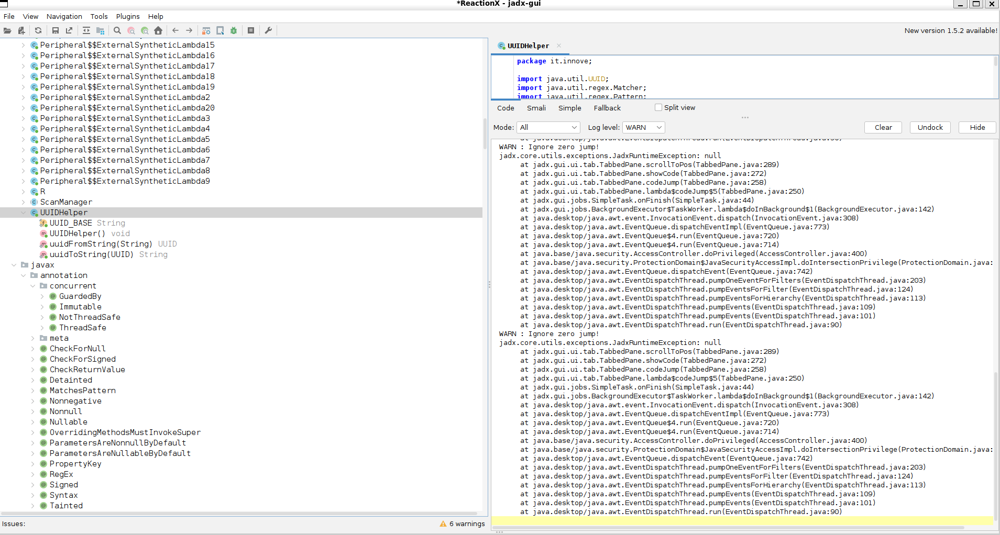 *ReactionX - jadx-gui
File View Navigation Tools Plugins Help
New version 1.5.2 available!
Peripheral$$ExternalSyntheticLambda15
Peripheral$$ExternalSyntheticLambda16
Peripheral$$ExternalSyntheticLambda17
Peripheral$$ExternalSyntheticLambda18
Peripheral$$ExternalSyntheticLambda19
Peripheral$$ExternalSyntheticLambda2
Peripheral$$ExternalSyntheticLambda20
Peripheral$$ExternalSyntheticLambda3
Peripheral$$ExternalSyntheticLambda4
Peripheral$$ExternalSyntheticLambda5
Peripheral$$ExternalSyntheticLambda6
Peripheral$$ExternalSyntheticLambda7
Peripheral$$ExternalSyntheticLambda8
Peripheral$$ExternalSyntheticLambda9
R
ScanManager
UUIDHelper
UUID_BASE String
UUIDHelper() void
uuidFromString(String) UUID
uuidToString(UUID) String
javax
annotation
concurrent
GuardedBy
Immutable
NotThreadSafe
ThreadSafe
meta
CheckForNull
CheckForSigned
CheckReturnValue
Detainted
MatchesPattern
Nonnegative
Nonnull
Nullable
OverridingMethodsMustInvokeSuper
ParametersAreNonnullByDefault
ParametersAreNullableByDefault
PropertyKey
RegEx
Signed
Syntax
Tainted
Issues:
6 warnings
UUIDHelper
package it.innove;
import java.util.UUID;
import java.util.regex.Matcher;
import java.util.regex.Pattern;
Code Smali Simple Fallback Split view
Mode: All Log level: WARN Clear Undock Hide
at java.desktop/java.awt.EventDispatchThread.run(EventDispatchThread.java:90)
WARN : Ignore zero jump!
jadx.core.utils.exceptions.JadxRuntimeException: null
at jadx.gui.ui.tab.TabbedPane.scrollToPos(TabbedPane.java:289)
at jadx.gui.ui.tab.TabbedPane.showCode(TabbedPane.java:272)
at jadx.gui.ui.tab.TabbedPane.codeJump(TabbedPane.java:258)
at jadx.gui.ui.tab.TabbedPane.lambda$codeJump$5(TabbedPane.java:250)
at jadx.gui.jobs.SimpleTask.onFinish(SimpleTask.java:44)
at jadx.gui.jobs.BackgroundExecutor$TaskWorker.lambda$doInBackground$1(BackgroundExecutor.java:142)
at java.desktop/java.awt.event.InvocationEvent.dispatch(InvocationEvent.java:308)
at java.desktop/java.awt.EventQueue.dispatchEventImpl(EventQueue.java:773)
at java.desktop/java.awt.EventQueue$4.run(EventQueue.java:720)
at java.desktop/java.awt.EventQueue$4.run(EventQueue.java:714)
at java.base/java.security.AccessController.doPrivileged(AccessController.java:400)
at java.base/java.security.ProtectionDomain$JavaSecurityAccessImpl.doIntersectionPrivilege(ProtectionDomain.java:
at java.desktop/java.awt.EventQueue.dispatchEvent(EventQueue.java:742)
at java.desktop/java.awt.EventDispatchThread.pumpOneEventForFilters(EventDispatchThread.java:203)
at java.desktop/java.awt.EventDispatchThread.pumpEventsForFilter(EventDispatchThread.java:124)
at java.desktop/java.awt.EventDispatchThread.pumpEventsForHierarchy(EventDispatchThread.java:113)
at java.desktop/java.awt.EventDispatchThread.pumpEvents(EventDispatchThread.java:109)
at java.desktop/java.awt.EventDispatchThread.pumpEvents(EventDispatchThread.java:101)
at java.desktop/java.awt.EventDispatchThread.run(EventDispatchThread.java:90)
WARN : Ignore zero jump!
jadx.core.utils.exceptions.JadxRuntimeException: null
at jadx.gui.ui.tab.TabbedPane.scrollToPos(TabbedPane.java:289)
at jadx.gui.ui.tab.TabbedPane.showCode(TabbedPane.java:272)
at jadx.gui.ui.tab.TabbedPane.codeJump(TabbedPane.java:258)
at jadx.gui.ui.tab.TabbedPane.lambda$codeJump$5(TabbedPane.java:250)
at jadx.gui.jobs.SimpleTask.onFinish(SimpleTask.java:44)
at jadx.gui.jobs.BackgroundExecutor$TaskWorker.lambda$doInBackground$1(BackgroundExecutor.java:142)
at java.desktop/java.awt.event.InvocationEvent.dispatch(InvocationEvent.java:308)
at java.desktop/java.awt.EventQueue.dispatchEventImpl(EventQueue.java:773)
at java.desktop/java.awt.EventQueue$4.run(EventQueue.java:720)
at java.desktop/java.awt.EventQueue$4.run(EventQueue.java:714)
at java.base/java.security.AccessController.doPrivileged(AccessController.java:400)
at java.base/java.security.ProtectionDomain$JavaSecurityAccessImpl.doIntersectionPrivilege(ProtectionDomain.java:
at java.desktop/java.awt.EventQueue.dispatchEvent(EventQueue.java:742)
at java.desktop/java.awt.EventDispatchThread.pumpOneEventForFilters(EventDispatchThread.java:203)
at java.desktop/java.awt.EventDispatchThread.pumpEventsForFilter(EventDispatchThread.java:124)
at java.desktop/java.awt.EventDispatchThread.pumpEventsForHierarchy(EventDispatchThread.java:113)
at java.desktop/java.awt.EventDispatchThread.pumpEvents(EventDispatchThread.java:109)
at java.desktop/java.awt.EventDispatchThread.pumpEvents(EventDispatchThread.java:101)
at java.desktop/java.awt.EventDispatchThread.run(EventDispatchThread.java:90)